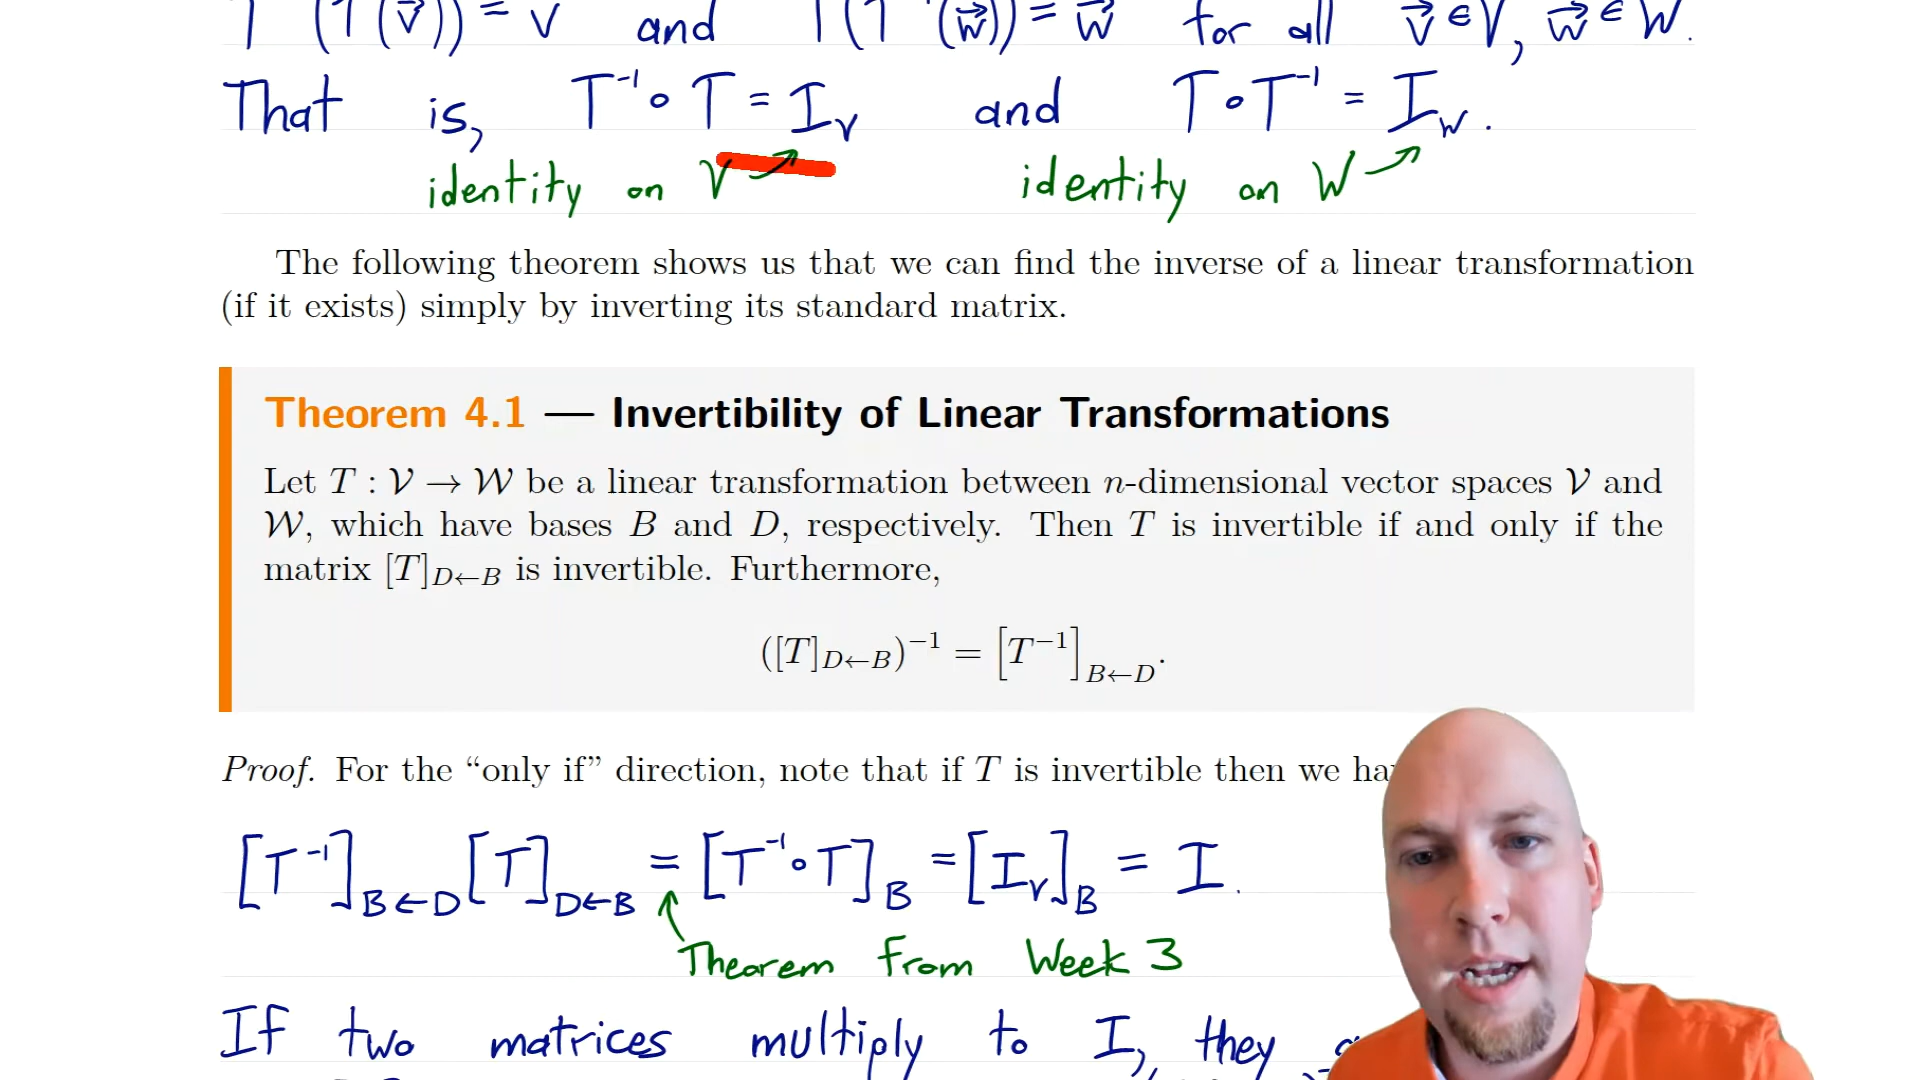 (T(v⃗)) = v and T(T (w⃗)) = w⃗ for all v⃗ ∈ V, w⃗ ∈ W.
That is, T⁻¹ ∘ T = I_V and T ∘ T⁻¹ = I_W.
identity on V ↗ identity on W ↗
The following theorem shows us that we can find the inverse of a linear transformation
(if it exists) simply by inverting its standard matrix.
Theorem 4.1 — Invertibility of Linear Transformations
Let T : 𝒱 → 𝒲 be a linear transformation between n-dimensional vector spaces 𝒱 and
𝒲, which have bases B and D, respectively. Then T is invertible if and only if the
matrix [T]_{D←B} is invertible. Furthermore,
([T]_{D←B})⁻¹ = [T⁻¹]_{B←D}.
Proof. For the “only if” direction, note that if T is invertible then we
[T⁻¹]_{B←D} [T]_{D←B} = [T⁻¹∘T]_B = [I_V]_B = I.
Theorem from Week 3
If two matrices multiply to I, they